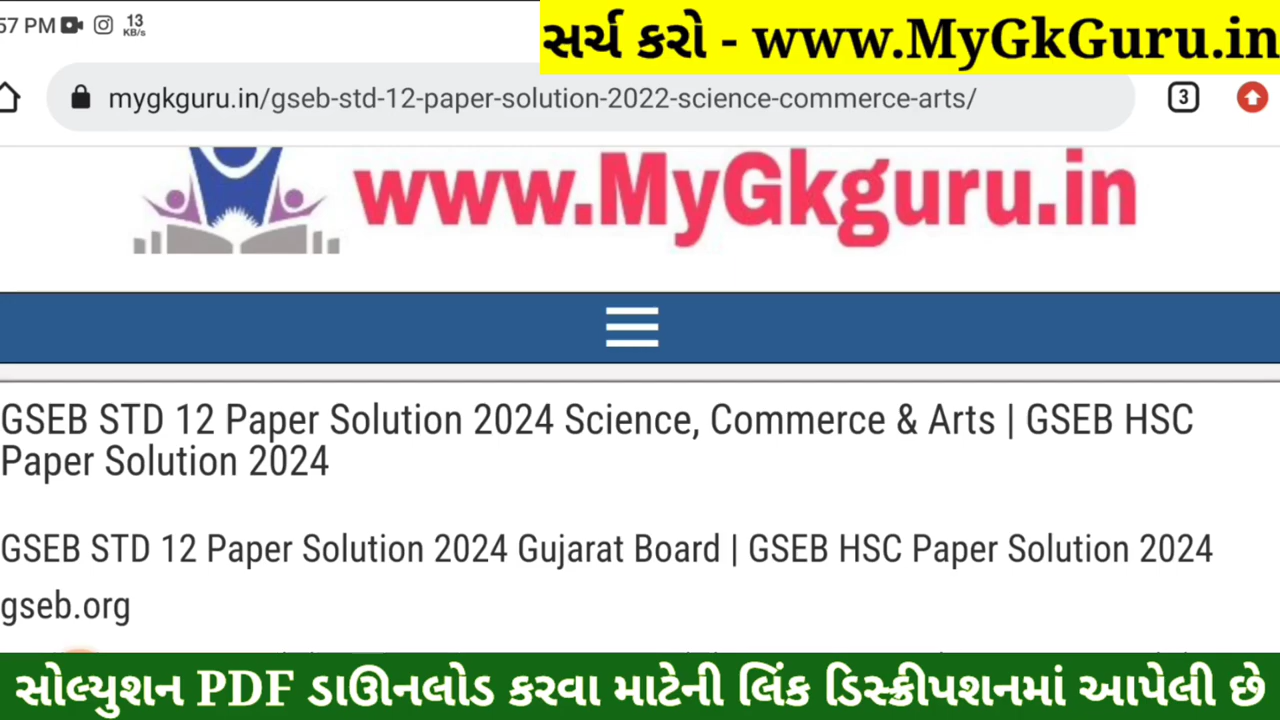 57 PM 13 KB/s
સર્ચ કરો - www.MyGkGuru.in
mygkguru.in/gseb-std-12-paper-solution-2022-science-commerce-arts/ 3
www.MyGkguru.in
GSEB STD 12 Paper Solution 2024 Science, Commerce & Arts | GSEB HSC
Paper Solution 2024
GSEB STD 12 Paper Solution 2024 Gujarat Board | GSEB HSC Paper Solution 2024
gseb.org
સોલ્યુશન PDF ડાઊનલોડ કરવા માટેની લિંક ડિસ્ક્રીપશનમાં આપેલી છે